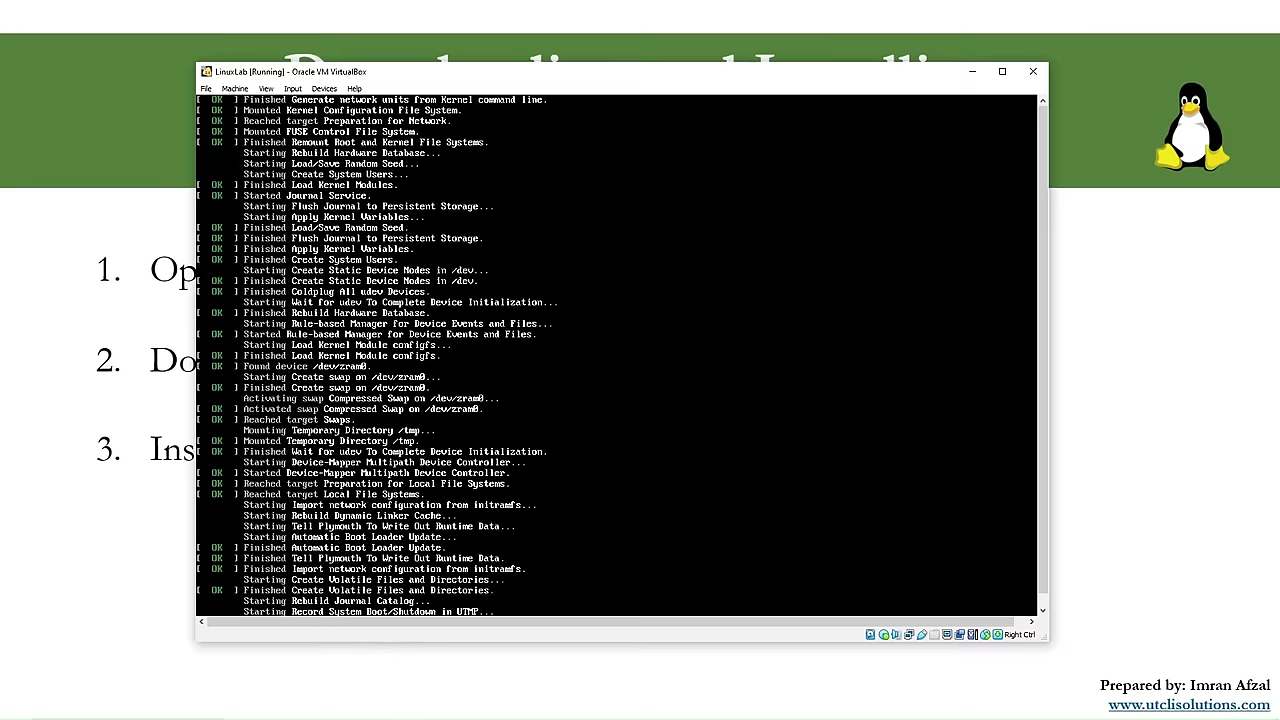 LinuxLab [Running] - Oracle VM VirtualBox
File Machine View Input Devices Help
[ OK ] Finished Generate network units from Kernel command line.
[ OK ] Mounted Kernel Configuration File System.
[ OK ] Reached target Preparation for Network.
[ OK ] Mounted FUSE Control File System.
[ OK ] Finished Remount Root and Kernel File Systems.
Starting Rebuild Hardware Database...
Starting Load/Save Random Seed...
Starting Create System Users...
[ OK ] Finished Load Kernel Modules.
[ OK ] Started Journal Service.
Starting Flush Journal to Persistent Storage...
Starting Apply Kernel Variables...
[ OK ] Finished Load/Save Random Seed.
[ OK ] Finished Flush Journal to Persistent Storage.
[ OK ] Finished Apply Kernel Variables.
[ OK ] Finished Create System Users.
Starting Create Static Device Nodes in /dev...
[ OK ] Finished Create Static Device Nodes in /dev.
[ OK ] Finished Coldplug All udev Devices.
Starting Wait for udev To Complete Device Initialization...
[ OK ] Finished Rebuild Hardware Database.
Starting Rule-based Manager for Device Events and Files...
[ OK ] Started Rule-based Manager for Device Events and Files.
Starting Load Kernel Module configfs...
[ OK ] Finished Load Kernel Module configfs.
[ OK ] Found device /dev/zram0.
Starting Create swap on /dev/zram0...
[ OK ] Finished Create swap on /dev/zram0.
Activating swap Compressed Swap on /dev/zram0...
[ OK ] Activated swap Compressed Swap on /dev/zram0.
[ OK ] Reached target Swaps.
Mounting Temporary Directory /tmp...
[ OK ] Mounted Temporary Directory /tmp.
[ OK ] Finished Wait for udev To Complete Device Initialization.
Starting Device-Mapper Multipath Device Controller...
[ OK ] Started Device-Mapper Multipath Device Controller.
[ OK ] Reached target Preparation for Local File Systems.
[ OK ] Reached target Local File Systems.
Starting Import network configuration from initramfs...
Starting Rebuild Dynamic Linker Cache...
Starting Tell Plymouth To Write Out Runtime Data...
Starting Automatic Boot Loader Update...
[ OK ] Finished Automatic Boot Loader Update.
[ OK ] Finished Tell Plymouth To Write Out Runtime Data.
[ OK ] Finished Import network configuration from initramfs.
Starting Create Volatile Files and Directories...
[ OK ] Finished Create Volatile Files and Directories.
Starting Rebuild Journal Catalog...
Starting Record System Boot/Shutdown in UTMP...
Right Ctrl
1. Op
2. Do
3. Ins
Prepared by: Imran Afzal
www.utclisolutions.com